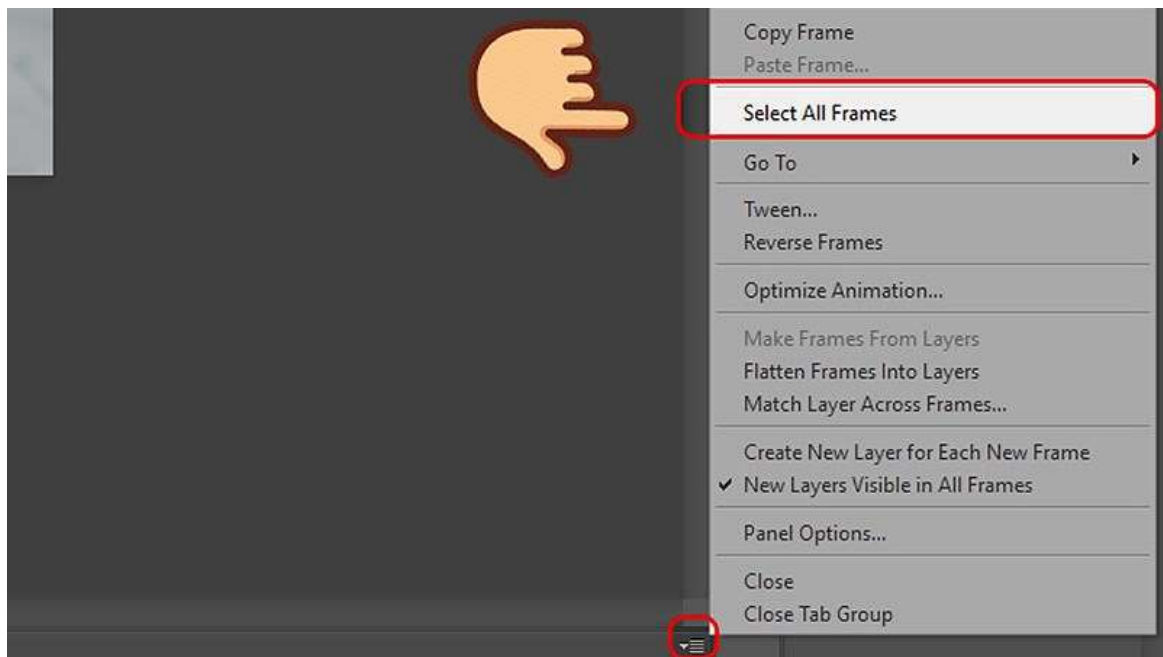 Copy Frame
Paste Frame...
Select All Frames
Go To
Tween...
Reverse Frames
Optimize Animation...
Make Frames From Layers
Flatten Frames Into Layers
Match Layer Across Frames...
Create New Layer for Each New Frame
New Layers Visible in All Frames
Panel Options...
Close
Close Tab Group